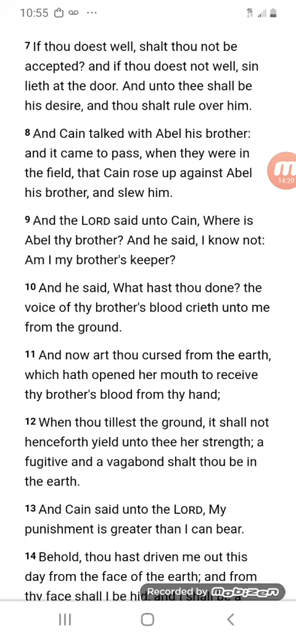 10:55
7 If thou doest well, shalt thou not be
accepted? and if thou doest not well, sin
lieth at the door. And unto thee shall be
his desire, and thou shalt rule over him.
8 And Cain talked with Abel his brother:
and it came to pass, when they were in
the field, that Cain rose up against Abel
his brother, and slew him.
9 And the LORD said unto Cain, Where is
Abel thy brother? And he said, I know not:
Am I my brother's keeper?
10 And he said, What hast thou done? the
voice of thy brother's blood crieth unto me
from the ground.
11 And now art thou cursed from the earth,
which hath opened her mouth to receive
thy brother's blood from thy hand;
12 When thou tillest the ground, it shall not
henceforth yield unto thee her strength; a
fugitive and a vagabond shalt thou be in
the earth.
13 And Cain said unto the LORD, My
punishment is greater than I can bear.
14 Behold, thou hast driven me out this
day from the face of the earth; and from
thy face shall I be hid; and I shall be a
Recorded by Mobizen
14:20